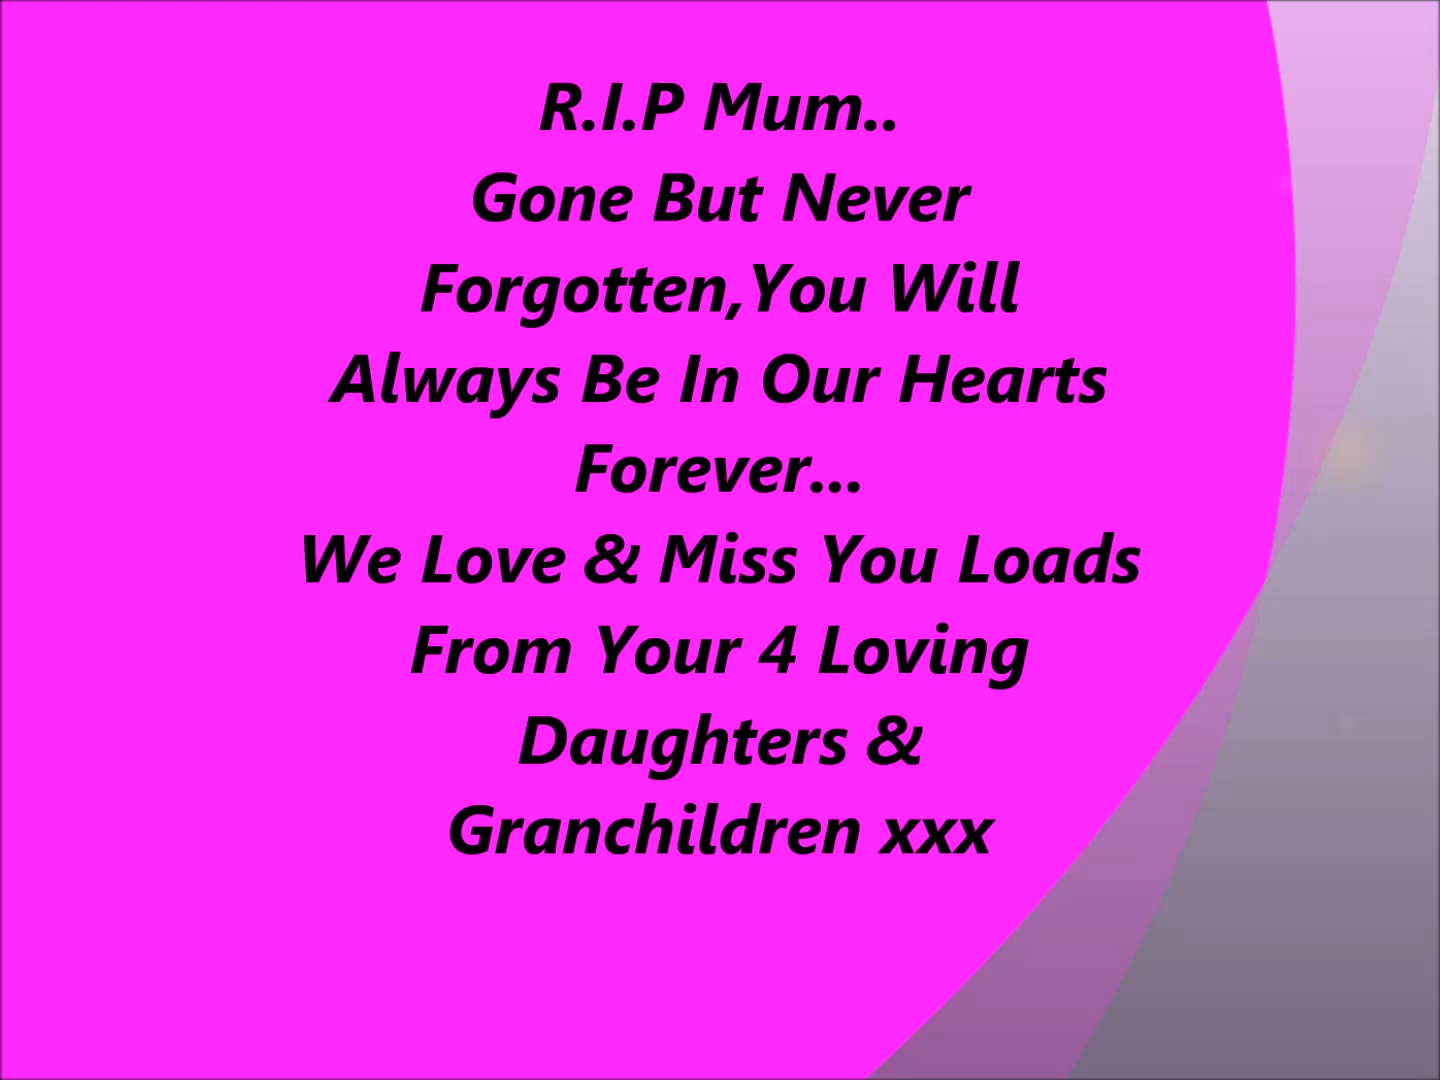 R.I.P Mum..
Gone But Never
Forgotten,You Will
Always Be In Our Hearts
Forever...
We Love & Miss You Loads
From Your 4 Loving
Daughters &
Granchildren xxx